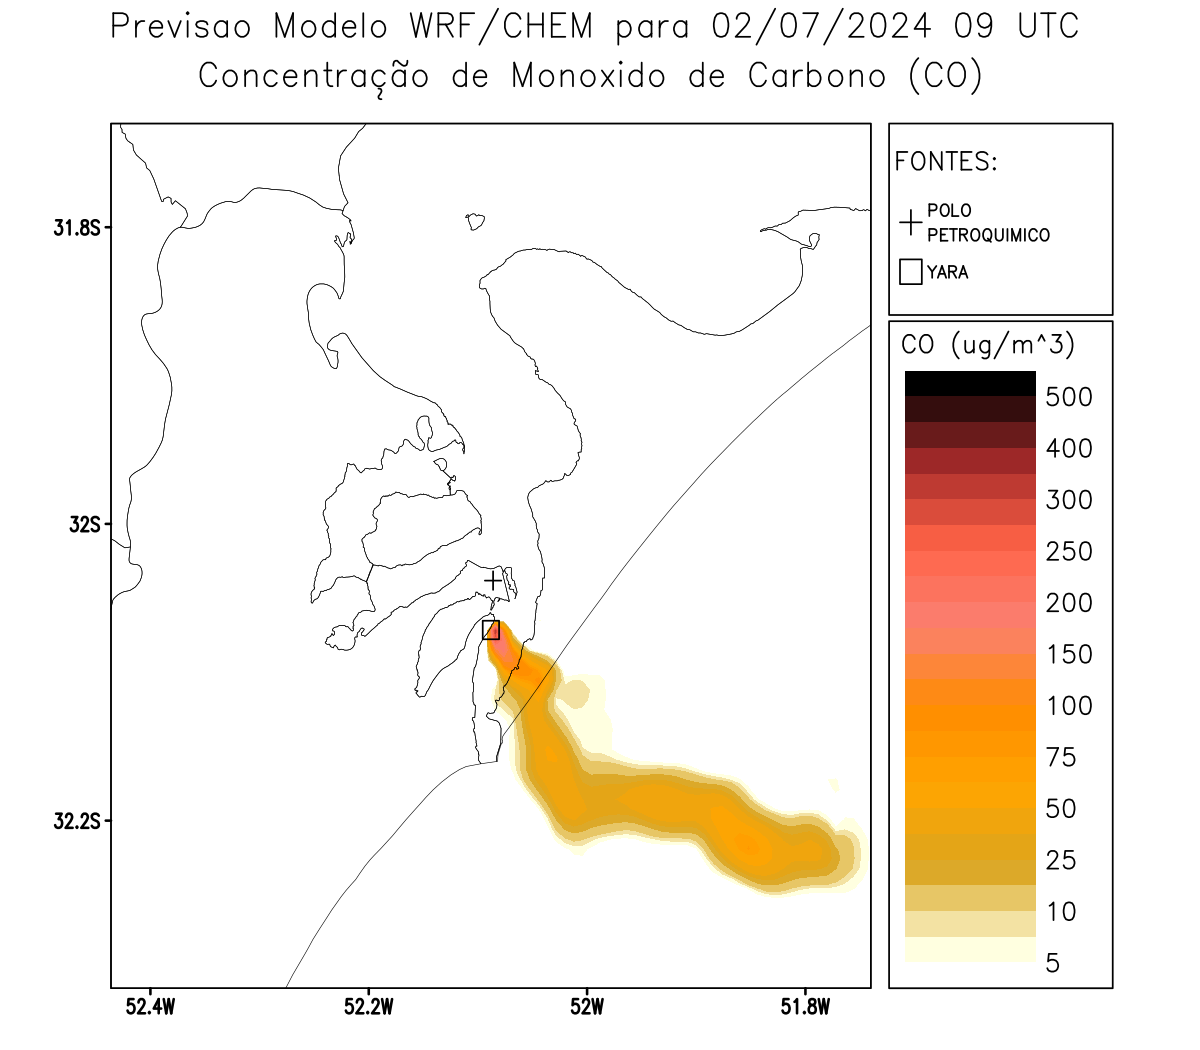 Previsao Modelo WRF/CHEM para 02/07/2024 09 UTC
Concentração de Monoxido de Carbono (CO)
FONTES:
POLO
PETROQUIMICO
YARA
CO (ug/m^3)
500
400
300
250
200
150
100
75
50
25
10
5
31.8S
32S
32.2S
52.4W
52.2W
52W
51.8W